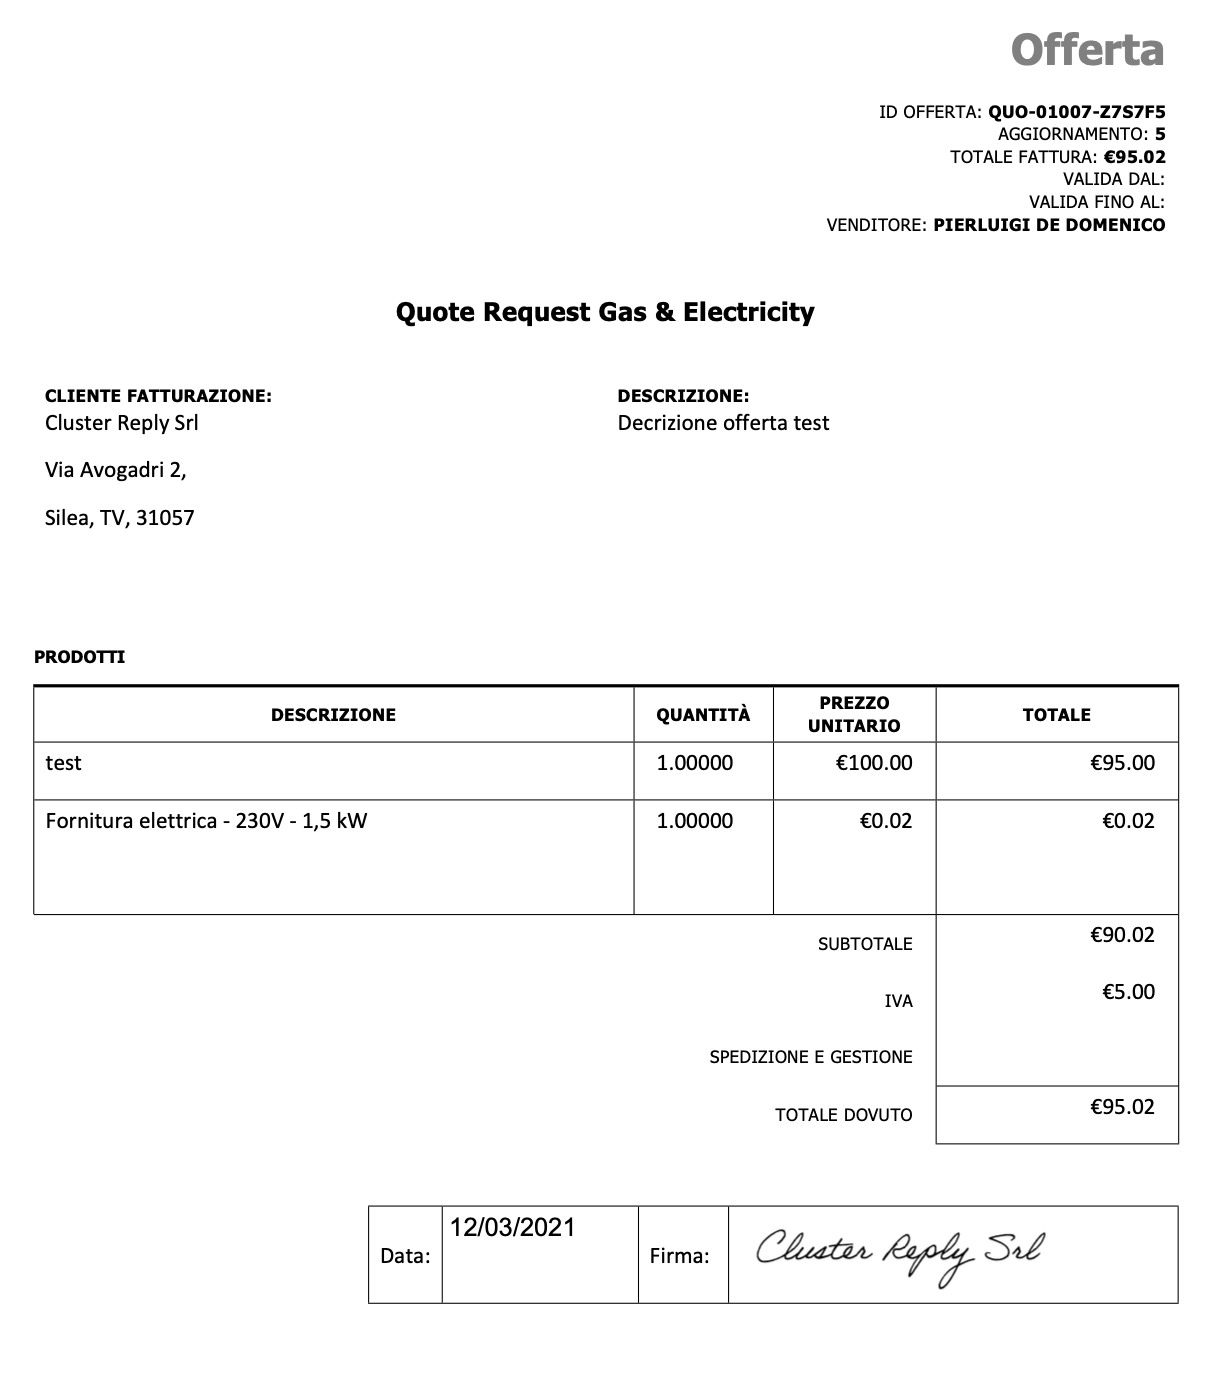 Offerta
ID OFFERTA: QUO-01007-Z7S7F5
AGGIORNAMENTO: 5
TOTALE FATTURA: €95.02
VALIDA DAL:
VALIDA FINO AL:
VENDITORE: PIERLUIGI DE DOMENICO
Quote Request Gas & Electricity
CLIENTE FATTURAZIONE:
Cluster Reply Srl
Via Avogadri 2,
Silea, TV, 31057
DESCRIZIONE:
Decrizione offerta test
PRODOTTI
DESCRIZIONE QUANTITÀ PREZZO UNITARIO TOTALE
test 1.00000 €100.00 €95.00
Fornitura elettrica - 230V - 1,5 kW 1.00000 €0.02 €0.02
SUBTOTALE €90.02
IVA €5.00
SPEDIZIONE E GESTIONE
TOTALE DOVUTO €95.02
Data: 12/03/2021 Firma: Cluster Reply Srl